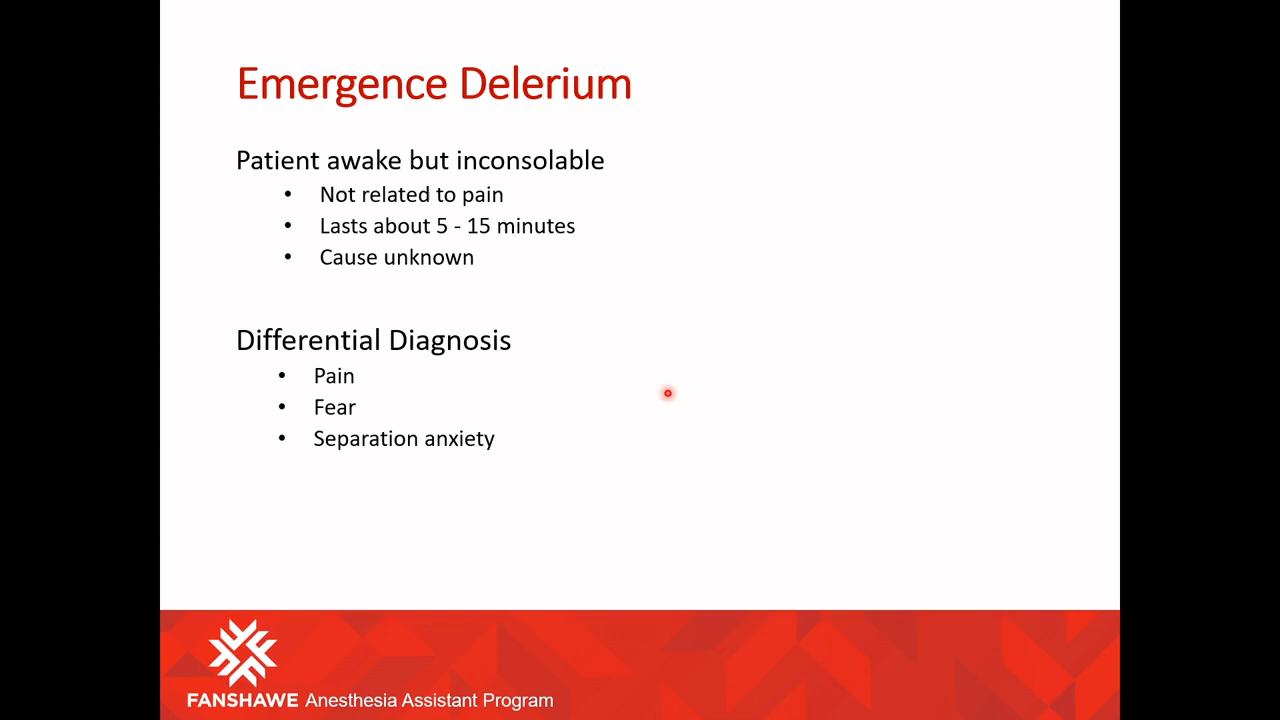 Emergence Delerium
Patient awake but inconsolable
• Not related to pain
• Lasts about 5 - 15 minutes
• Cause unknown
Differential Diagnosis
• Pain
• Fear
• Separation anxiety
FANSHAWE Anesthesia Assistant Program